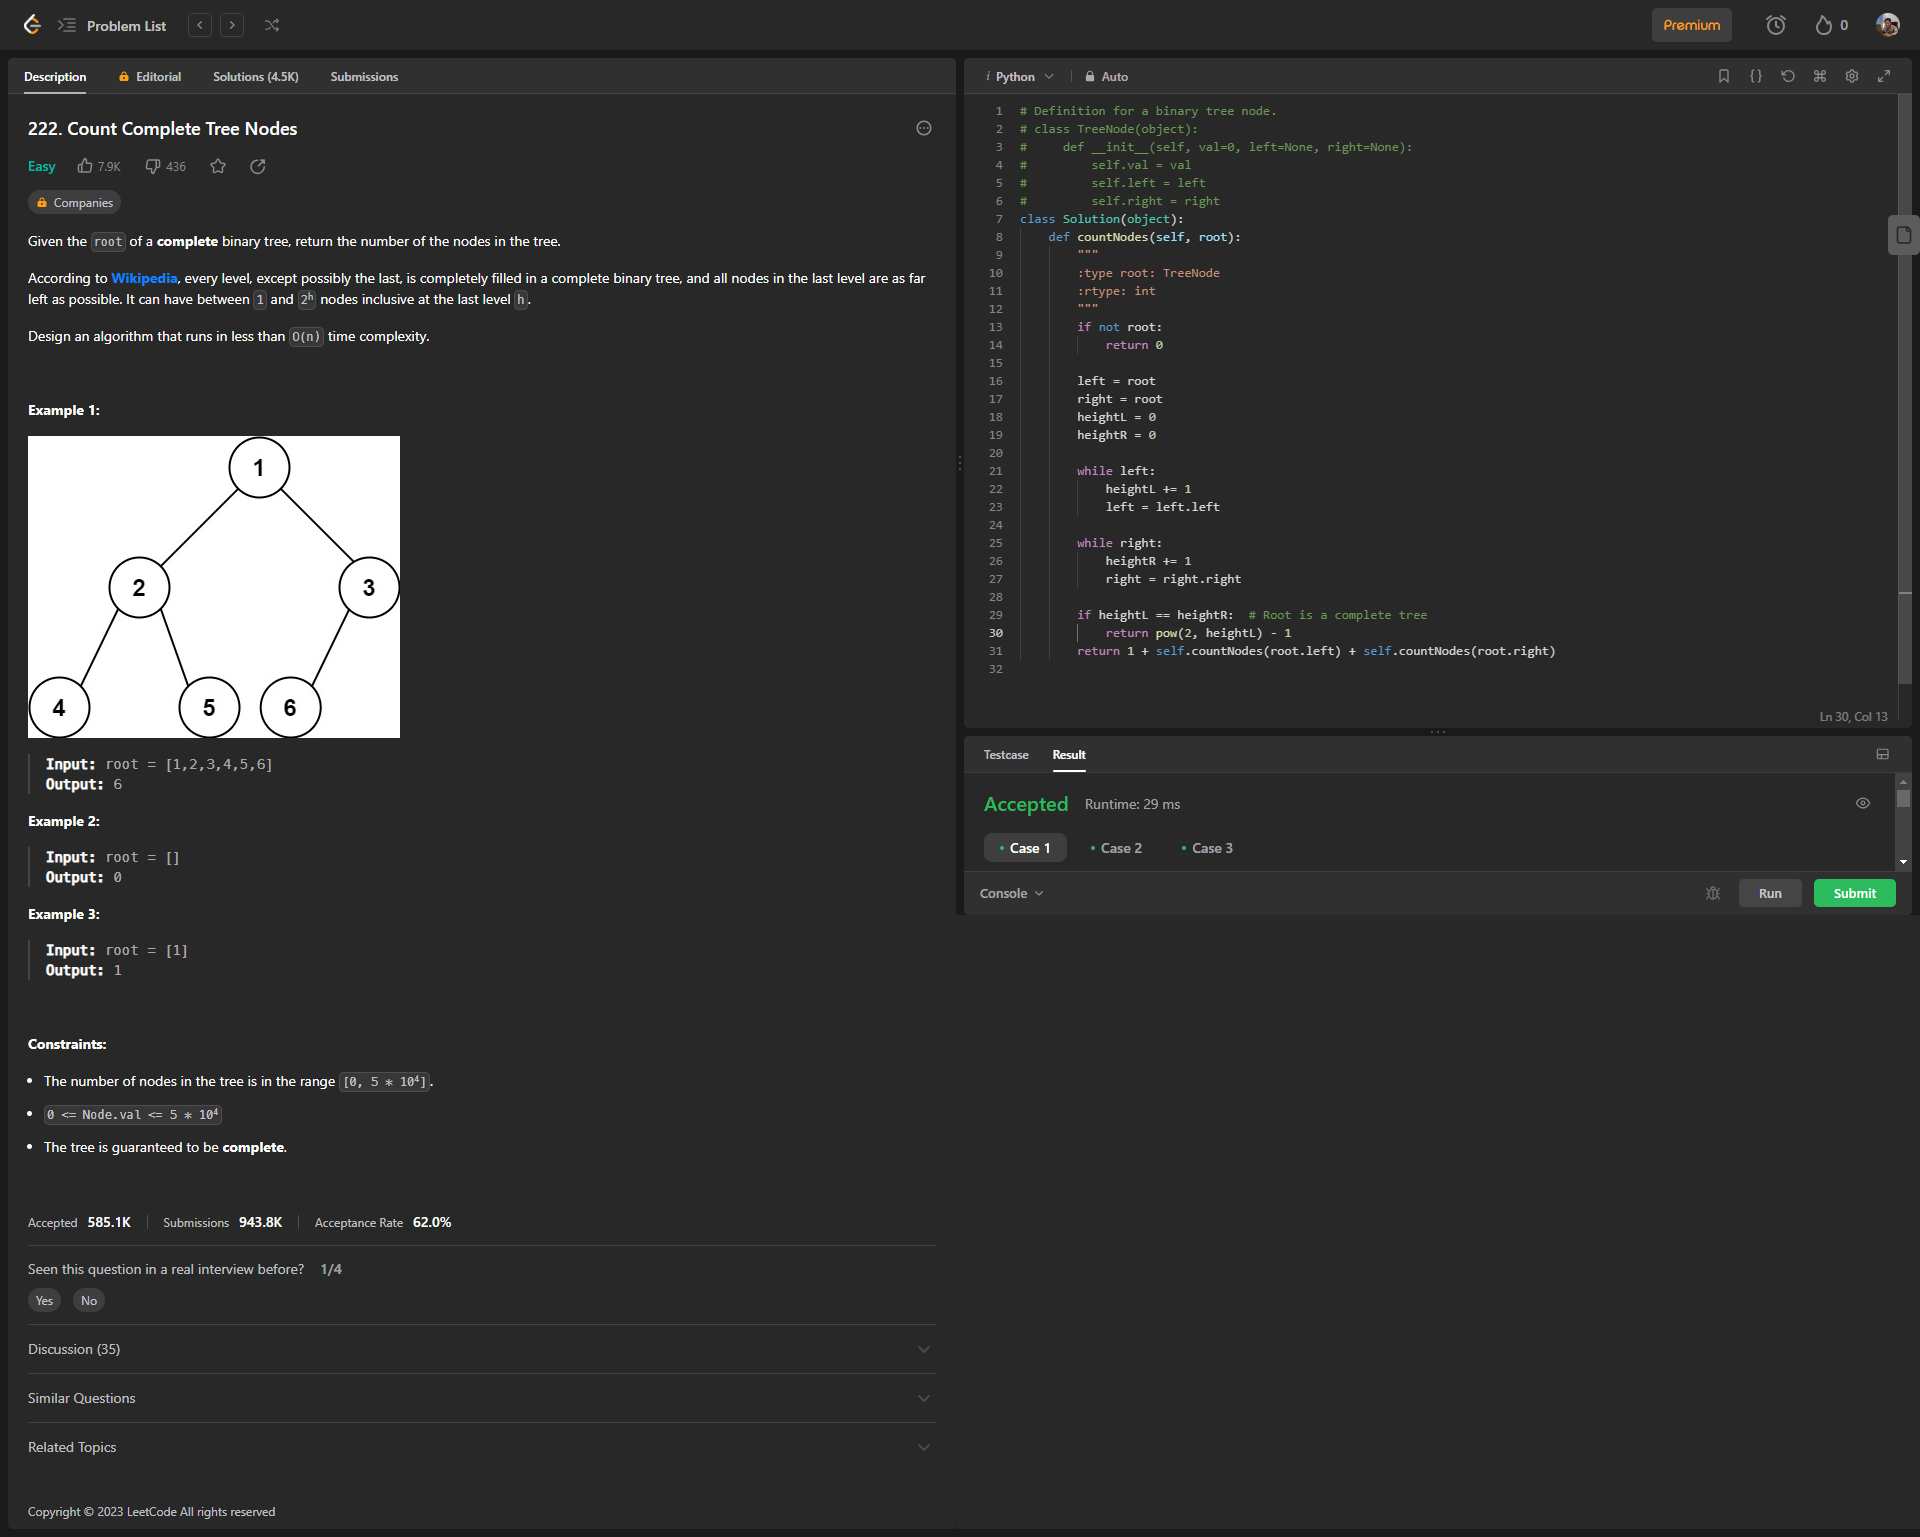 Problem List
Premium
0
Description
Editorial
Solutions (4.5K)
Submissions
222. Count Complete Tree Nodes
Easy
7.9K
436
Companies
Given the root of a complete binary tree, return the number of the nodes in the tree.
According to Wikipedia, every level, except possibly the last, is completely filled in a complete binary tree, and all nodes in the last level are as far
left as possible. It can have between 1 and 2^h nodes inclusive at the last level h.
Design an algorithm that runs in less than O(n) time complexity.
Example 1:
1
2
3
4
5
6
Input: root = [1,2,3,4,5,6]
Output: 6
Example 2:
Input: root = []
Output: 0
Example 3:
Input: root = [1]
Output: 1
Constraints:
• The number of nodes in the tree is in the range [0, 5 * 10^4].
• 0 <= Node.val <= 5 * 10^4
• The tree is guaranteed to be complete.
Accepted 585.1K
Submissions 943.8K
Acceptance Rate 62.0%
Seen this question in a real interview before? 1/4
Yes
No
Discussion (35)
Similar Questions
Related Topics
Copyright © 2023 LeetCode All rights reserved
i Python
Auto
1 # Definition for a binary tree node.
2 # class TreeNode(object):
3 #     def __init__(self, val=0, left=None, right=None):
4 #         self.val = val
5 #         self.left = left
6 #         self.right = right
7 class Solution(object):
8     def countNodes(self, root):
9         """
10         :type root: TreeNode
11         :rtype: int
12         """
13         if not root:
14             return 0
15
16         left = root
17         right = root
18         heightL = 0
19         heightR = 0
20
21         while left:
22             heightL += 1
23             left = left.left
24
25         while right:
26             heightR += 1
27             right = right.right
28
29         if heightL == heightR:  # Root is a complete tree
30             return pow(2, heightL) - 1
31         return 1 + self.countNodes(root.left) + self.countNodes(root.right)
32
Ln 30, Col 13
Testcase
Result
Accepted
Runtime: 29 ms
• Case 1
• Case 2
• Case 3
Console
Run
Submit